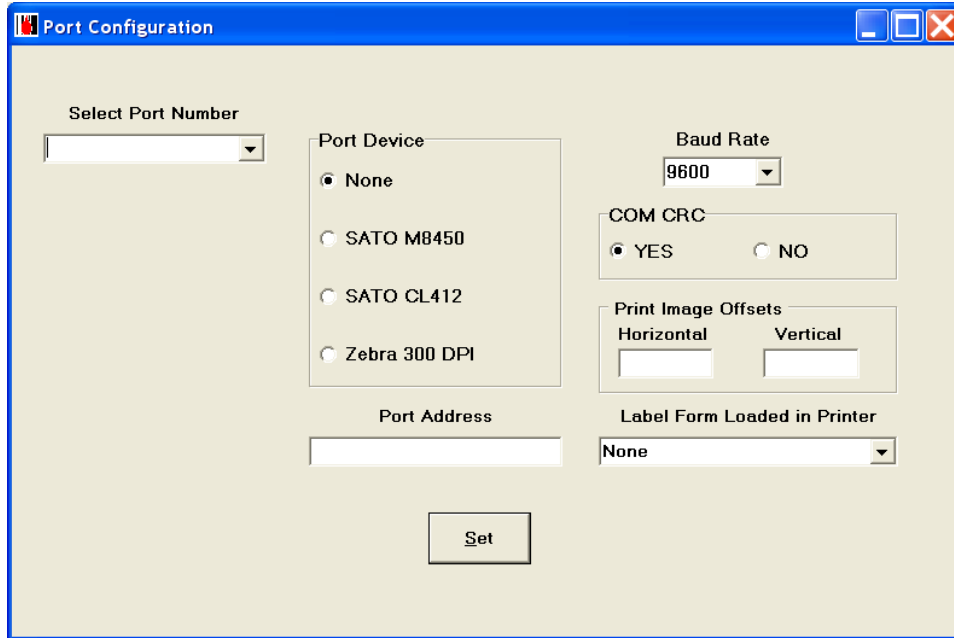 Port Configuration
Select Port Number
Port Device
None
SATO M8450
SATO CL412
Zebra 300 DPI
Port Address
Baud Rate
9600
COM CRC
YES NO
Print Image Offsets
Horizontal Vertical
Label Form Loaded in Printer
None
Set